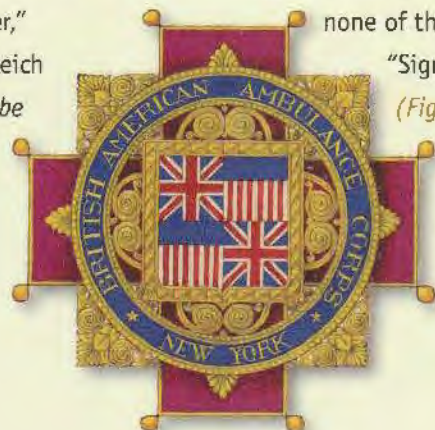 er,”
eich
be
none of th
“Sign
(Fig
BRITISH AMERICAN AMBULANCE CORPS
★ NEW YORK ★